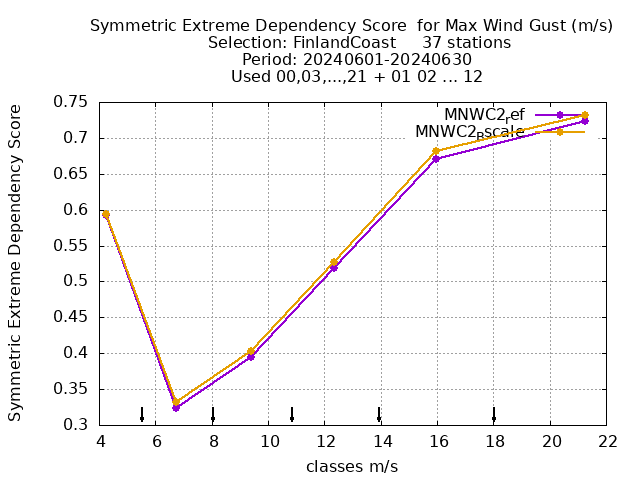 Symmetric Extreme Dependency Score for Max Wind Gust (m/s)
Selection: FinlandCoast 37 stations
Period: 20240601-20240630
Used 00,03,...,21 + 01 02 ... 12
Symmetric Extreme Dependency Score
0.75
0.7
0.65
0.6
0.55
0.5
0.45
0.4
0.35
0.3
MNWC2ref
MNWC2Bscale
4 6 8 10 12 14 16 18 20 22
classes m/s